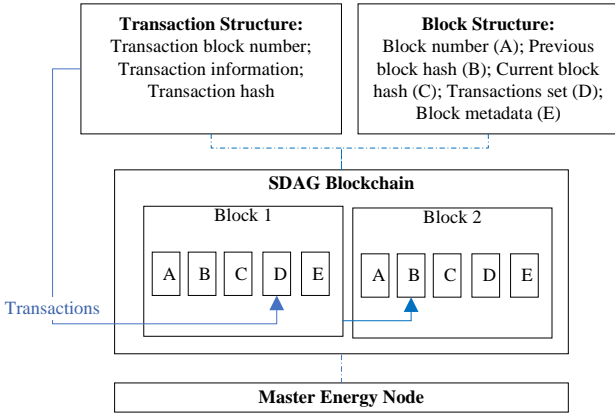 Transaction Structure:
Transaction block number;
Transaction information;
Transaction hash
Block Structure:
Block number (A); Previous
block hash (B); Current block
hash (C); Transactions set (D);
Block metadata (E)
SDAG Blockchain
Block 1
A B C D E
Block 2
A B C D E
Transactions
Master Energy Node